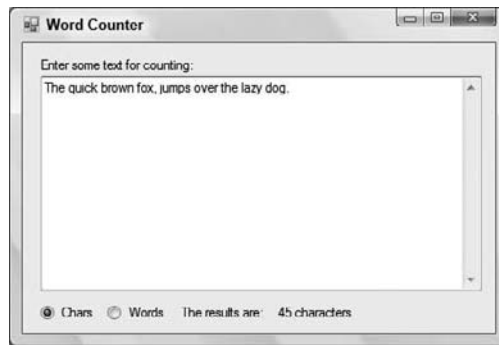 Word Counter
Enter some text for counting:
The quick brown fox, jumps over the lazy dog.
Chars Words The results are: 45 characters